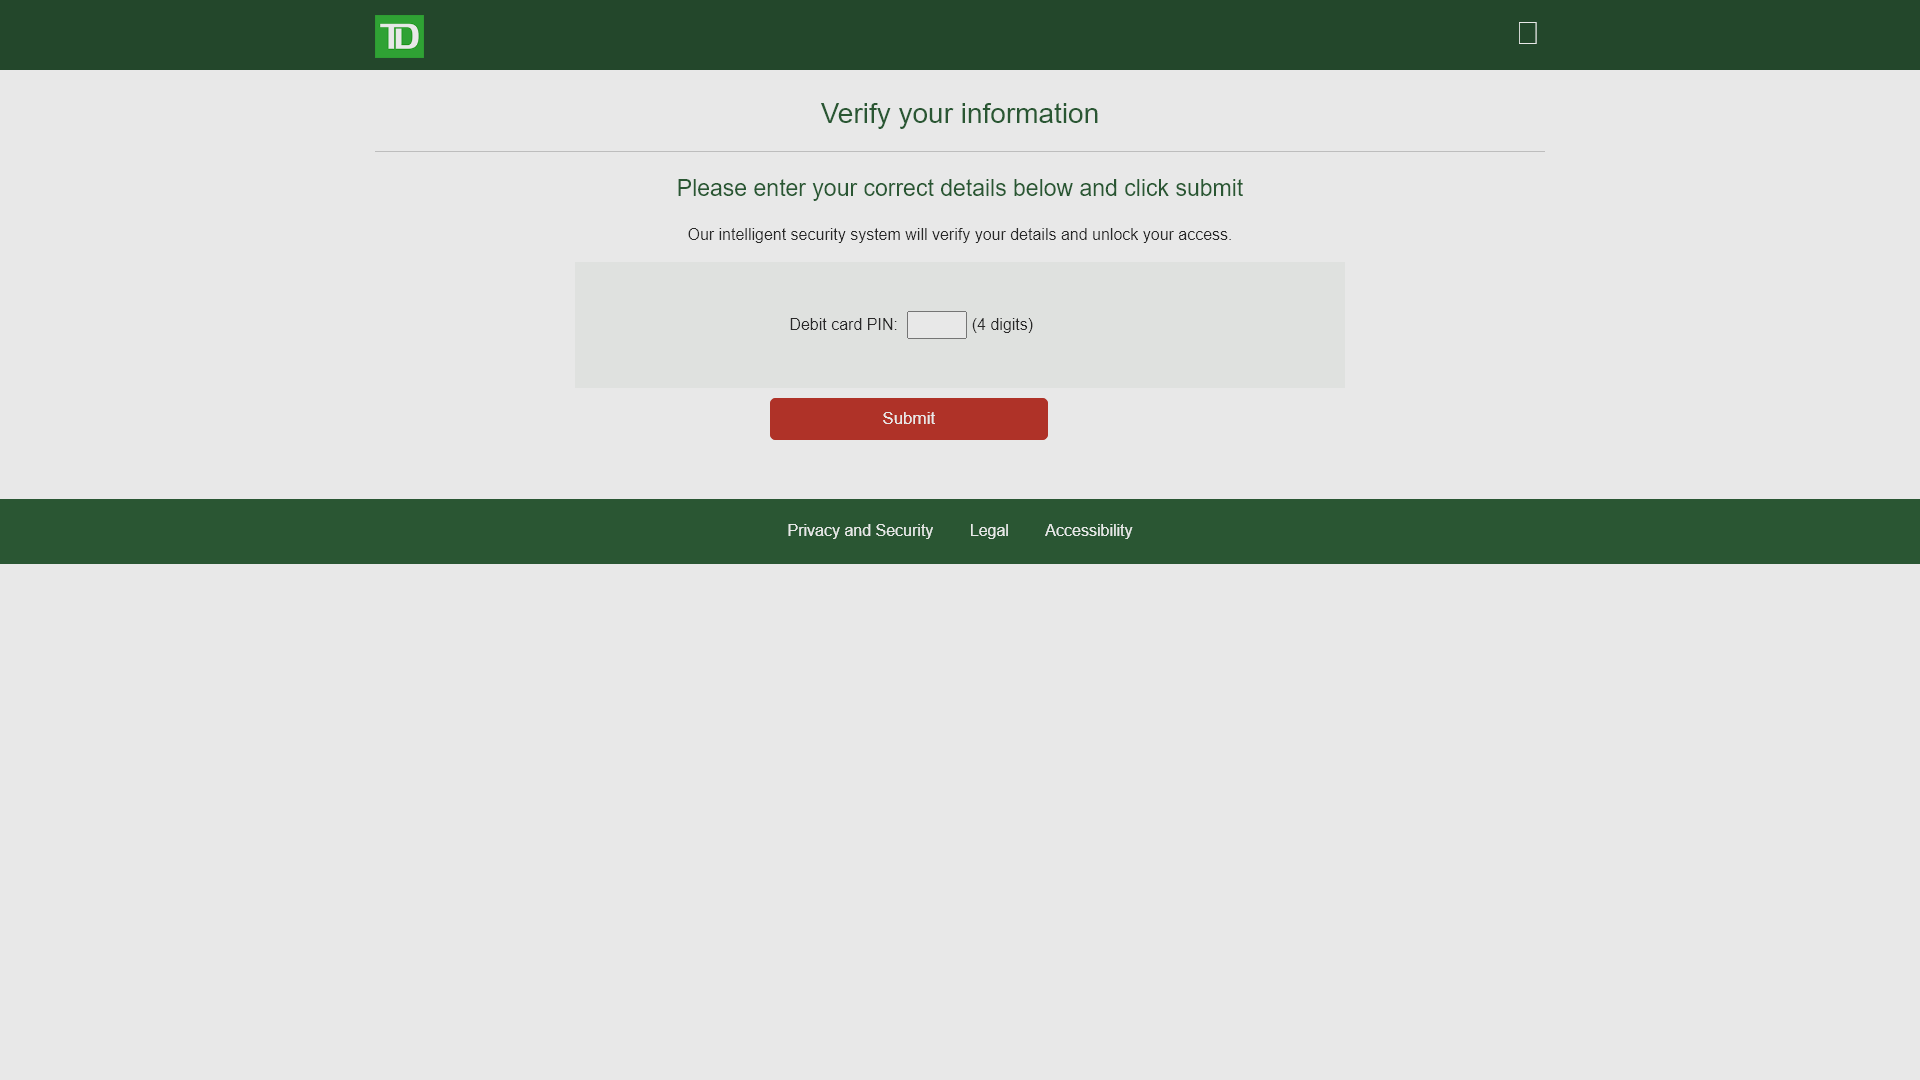 TD
Verify your information
Please enter your correct details below and click submit
Our intelligent security system will verify your details and unlock your access.
Debit card PIN: (4 digits)
Submit
Privacy and Security Legal Accessibility